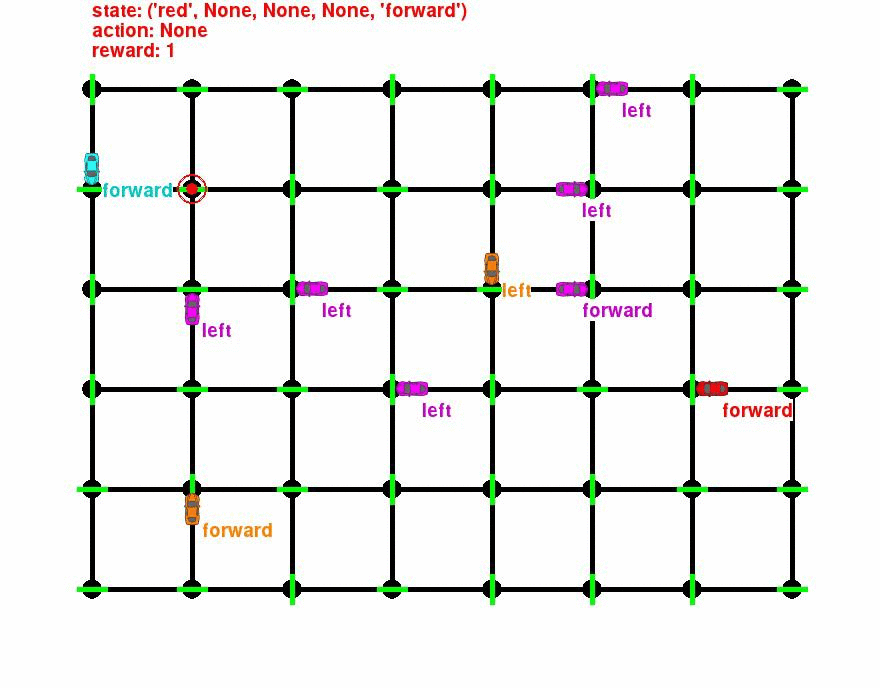 state: ('red', None, None, None, 'forward')
action: None
reward: 1
left
forward
left
left
left
forward
left
left
forward
forward